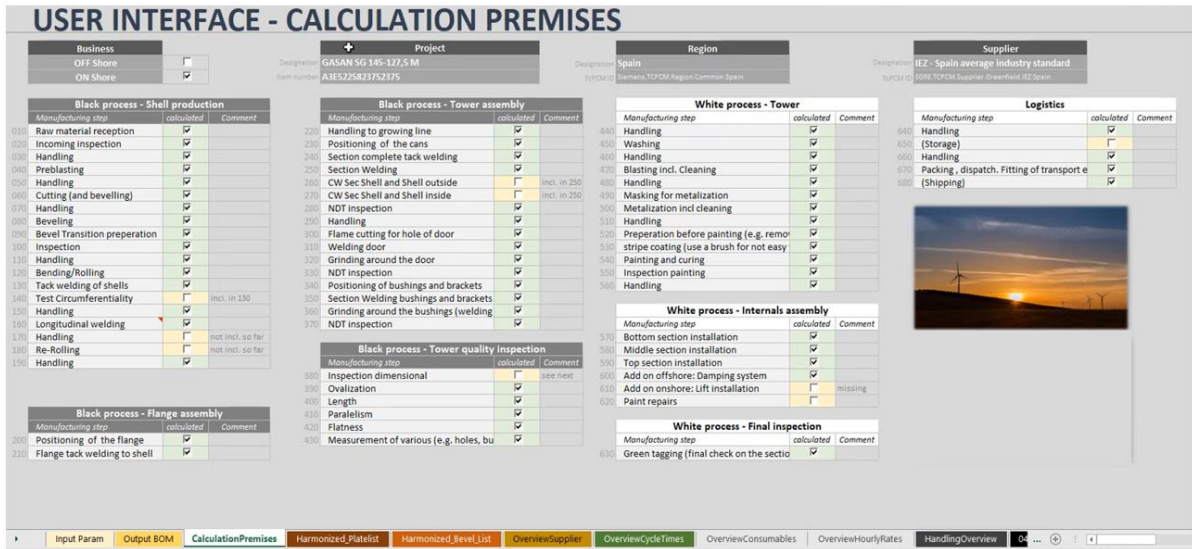 USER INTERFACE - CALCULATION PREMISES
Business
OFF Shore
ON Shore
Project
Designation GASAN SG 145-127,5 M
Item number A3E5225823752375
Region
Designation Spain
TcPCM ID Siemens.TCPCM.Region.Common.Spain
Supplier
Designation IEZ - Spain average industry standard
TcPCM ID SGRE.TCPCM.Supplier.Greenfield.IEZ.Spain
Black process - Shell production
Manufacturing step calculated Comment
010 Raw material reception
020 Incoming inspection
030 Handling
040 Preblasting
050 Handling
060 Cutting (and bevelling)
070 Handling
080 Beveling
090 Bevel Transition preperation
100 Inspection
110 Handling
120 Bending/Rolling
130 Tack welding of shells
140 Test Circumferentiality incl. in 130
150 Handling
160 Longitudinal welding
170 Handling not incl. so far
180 Re-Rolling not incl. so far
190 Handling
Black process - Flange assembly
Manufacturing step calculated Comment
200 Positioning of the flange
210 Flange tack welding to shell
Black process - Tower assembly
Manufacturing step calculated Comment
220 Handling to growing line
230 Positioning of the cans
240 Section complete tack welding
250 Section Welding
260 CW Sec Shell and Shell outside incl. in 250
270 CW Sec Shell and Shell inside incl. in 250
280 NDT inspection
290 Handling
300 Flame cutting for hole of door
310 Welding door
320 Grinding around the door
330 NDT inspection
340 Positioning of bushings and brackets
350 Section Welding bushings and brackets
360 Grinding around the bushings (welding
370 NDT inspection
Black process - Tower quality inspection
Manufacturing step calculated Comment
380 Inspection dimensional see next
390 Ovalization
400 Length
410 Paralelism
420 Flatness
430 Measurement of various (e.g. holes, bu
White process - Tower
Manufacturing step calculated Comment
440 Handling
450 Washing
460 Handling
470 Blasting incl. Cleaning
480 Handling
490 Masking for metalization
500 Metalization incl cleaning
510 Handling
520 Preperation before painting (e.g. remo
530 stripe coating (use a brush for not easy
540 Painting and curing
550 Inspection painting
560 Handling
White process - Internals assembly
Manufacturing step calculated Comment
570 Bottom section installation
580 Middle section installation
590 Top section installation
600 Add on offshore: Damping system
610 Add on onshore: Lift installation missing
620 Paint repairs
White process - Final inspection
Manufacturing step calculated Comment
630 Green tagging (final check on the sectio
Logistics
Manufacturing step calculated Comment
640 Handling
650 (Storage)
660 Handling
670 Packing , dispatch. Fitting of transport e
680 (Shipping)
Input Param Output BOM CalculationPremises Harmonized_Platelist Harmonized_Bevel_List OverviewSupplier OverviewCycleTimes OverviewConsumables OverviewHourlyRates HandlingOverview 04 ...